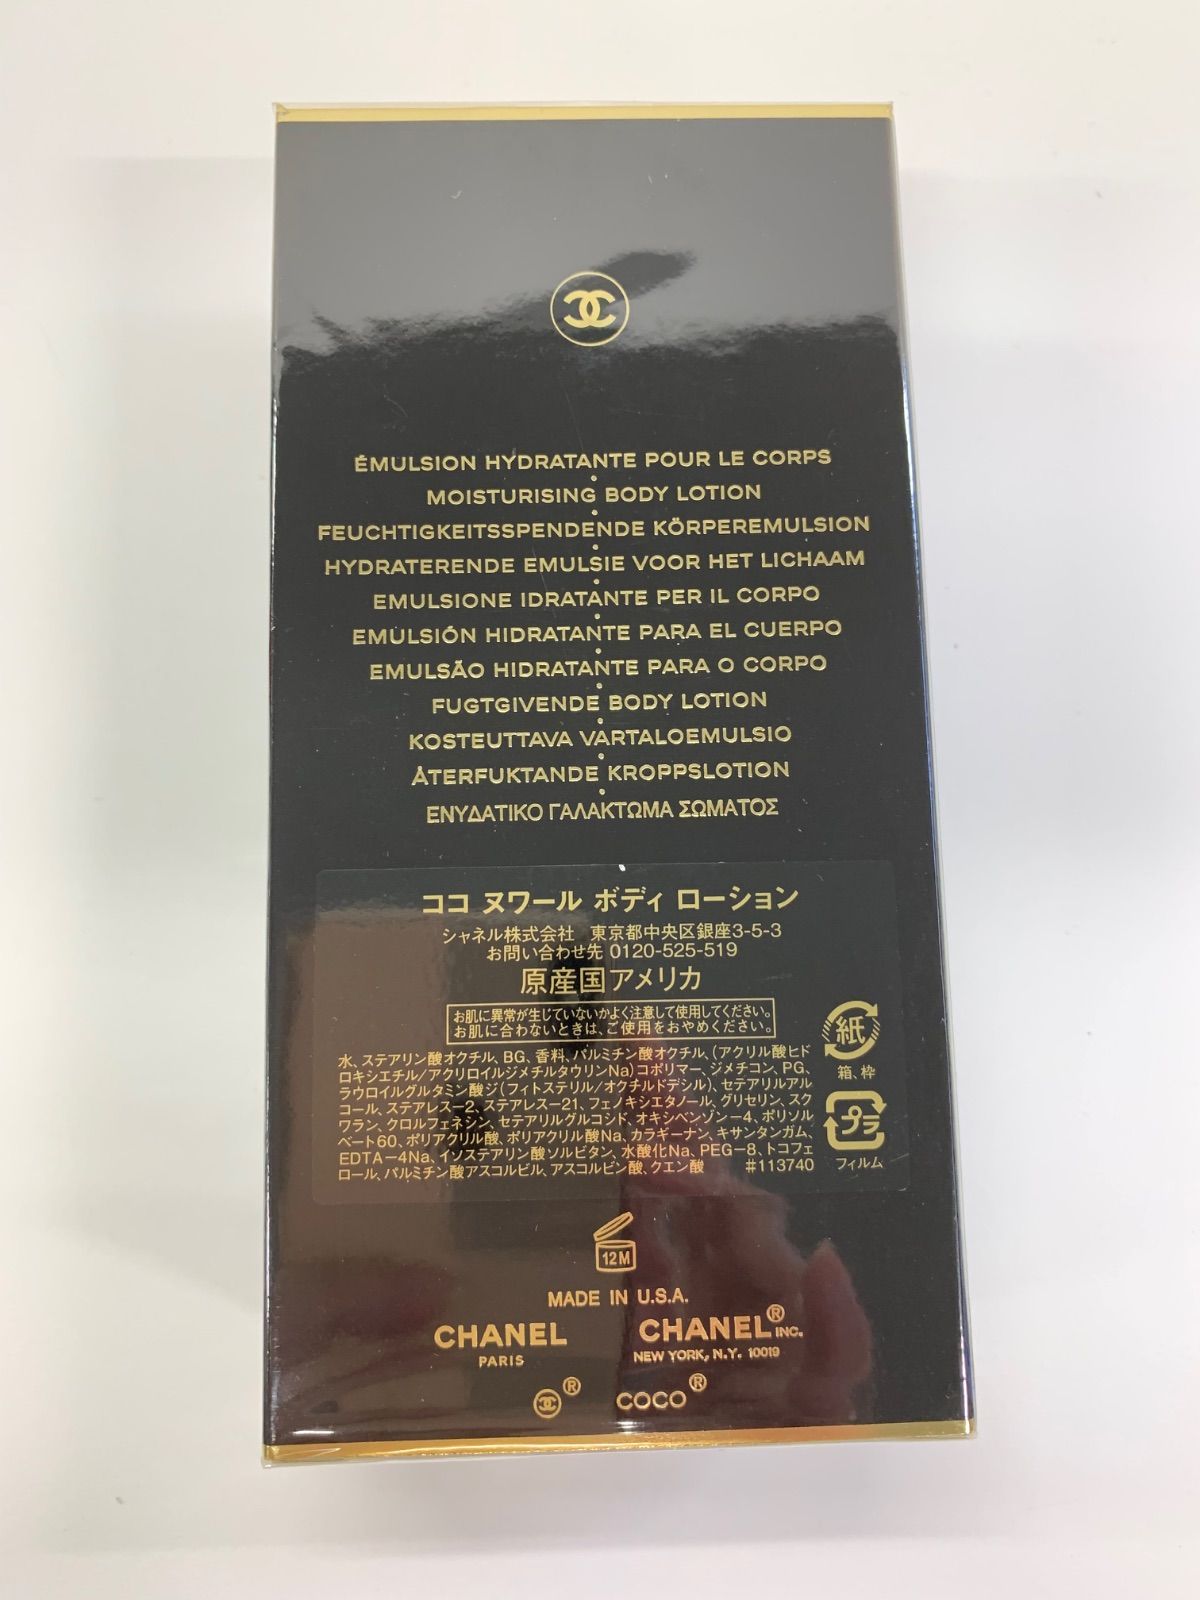 ÉMULSION HYDRATANTE POUR LE CORPS
MOISTURISING BODY LOTION
FEUCHTIGKEITSSPENDENDE KÖRPEREMULSION
HYDRATERENDE EMULSIE VOOR HET LICHAAM
EMULSIONE IDRATANTE PER IL CORPO
EMULSIÓN HIDRATANTE PARA EL CUERPO
EMULSÃO HIDRATANTE PARA O CORPO
FUGTGIVENDE BODY LOTION
KOSTEUTTAVA VARTALOEMULSIO
ÅTERFUKTANDE KROPPSLOTION
ΕΝΥΔΑΤΙΚΟ ΓΑΛΑΚΤΩΜΑ ΣΩΜΑΤΟΣ
ココ ヌワール ボディ ローション
シャネル株式会社 東京都中央区銀座3-5-3
お問い合わせ先 0120-525-519
原産国アメリカ
お肌に異常が生じていないかよく注意して使用してください。
お肌に合わないときは、ご使用をおやめください。
水、ステアリン酸オクチル、BG、香料、パルミチン酸オクチル、(アクリル酸ヒド
ロキシエチル/アクリロイルジメチルタウリンNa)コポリマー、ジメチコン、PG、
ラウロイルグルタミン酸ジ(フィトステリル/オクチルドデシル)、セテアリルアル
コール、ステアレス-2、ステアレス-21、フェノキシエタノール、グリセリン、スク
ワラン、クロルフェネシン、セテアリルグルコシド、オキシベンゾン-4、ポリソル
ベート60、ポリアクリル酸、ポリアクリル酸Na、カラギーナン、キサンタンガム、
EDTA-4Na、イソステアリン酸ソルビタン、水酸化Na、PEG-8、トコフェ
ロール、パルミチン酸アスコルビル、アスコルビン酸、クエン酸 #113740
紙
箱、枠
プラ
フィルム
12M
MADE IN U.S.A.
CHANEL
PARIS
CHANEL® INC.
NEW YORK, N.Y. 10019
®
COCO®